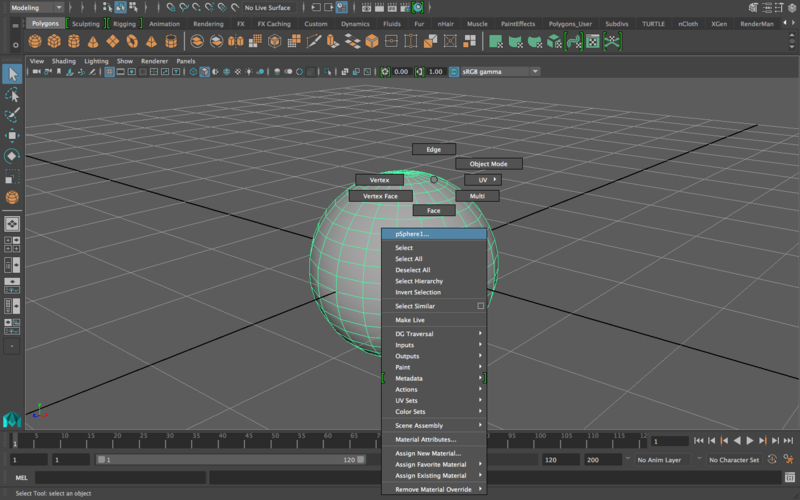 Modeling
No Live Surface
Polygons Sculpting Rigging Animation Rendering FX FX Caching Custom Dynamics Fluids Fur nHair Muscle PaintEffects Polygons_User Subdivs TURTLE nCloth XGen RenderMan
View Shading Lighting Show Renderer Panels
0.00 1.00 sRGB gamma
Edge
Object Mode
Vertex UV
Vertex Face Multi
Face
pSphere1...
Select
Select All
Deselect All
Select Hierarchy
Invert Selection
Select Similar
Make Live
DG Traversal
Inputs
Outputs
Paint
Metadata
Actions
UV Sets
Color Sets
Scene Assembly
Material Attributes...
Assign New Material...
Assign Favorite Material
Assign Existing Material
Remove Material Override
1 5 10 15 20 25 30 35 40 45 50 75 80 85 90 95 100 105 110 115 1
1 1 1 120 120 200 No Anim Layer No Character Set
MEL
Select Tool: select an object